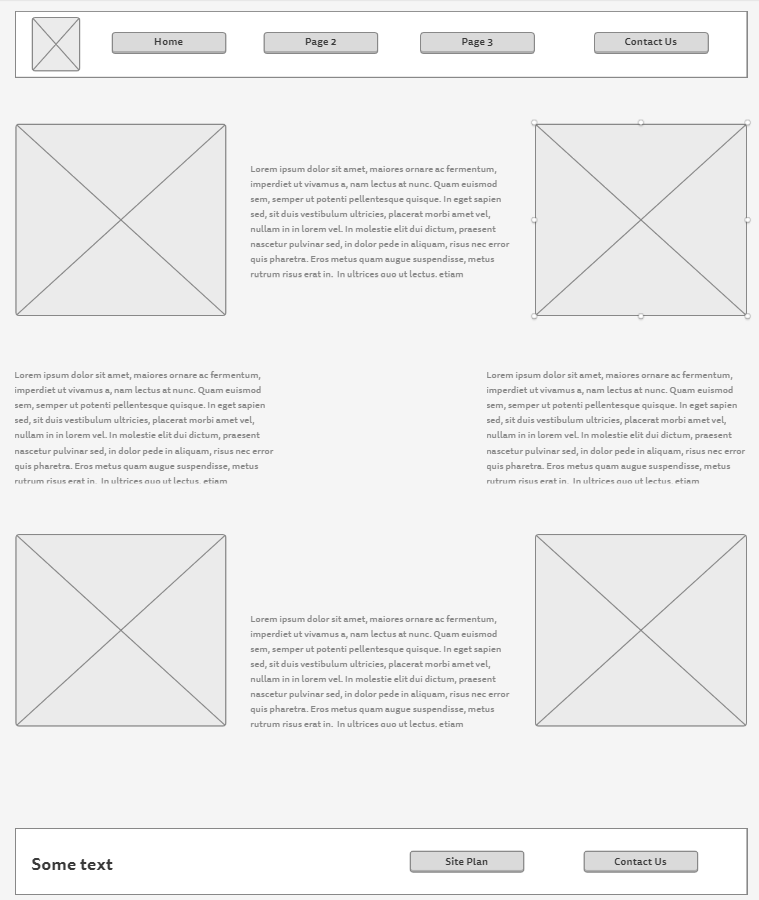 Home
Page 2
Page 3
Contact Us
Lorem ipsum dolor sit amet, maiores ornare ac fermentum,
imperdiet ut vivamus a, nam lectus at nunc. Quam euismod
sem, semper ut potenti pellentesque quisque. In eget sapien
sed, sit duis vestibulum ultricies, placerat morbi amet vel,
nullam in in lorem vel. In molestie elit dui dictum, praesent
nascetur pulvinar sed, in dolor pede in aliquam, risus nec error
quis pharetra. Eros metus quam augue suspendisse, metus
rutrum risus erat in. In ultrices quo ut lectus, etiam
Lorem ipsum dolor sit amet, maiores ornare ac fermentum,
imperdiet ut vivamus a, nam lectus at nunc. Quam euismod
sem, semper ut potenti pellentesque quisque. In eget sapien
sed, sit duis vestibulum ultricies, placerat morbi amet vel,
nullam in in lorem vel. In molestie elit dui dictum, praesent
nascetur pulvinar sed, in dolor pede in aliquam, risus nec error
quis pharetra. Eros metus quam augue suspendisse, metus
rutrum risus erat in. In ultrices quo ut lectus, etiam
Lorem ipsum dolor sit amet, maiores ornare ac fermentum,
imperdiet ut vivamus a, nam lectus at nunc. Quam euismod
sem, semper ut potenti pellentesque quisque. In eget sapien
sed, sit duis vestibulum ultricies, placerat morbi amet vel,
nullam in in lorem vel. In molestie elit dui dictum, praesent
nascetur pulvinar sed, in dolor pede in aliquam, risus nec error
quis pharetra. Eros metus quam augue suspendisse, metus
rutrum risus erat in. In ultrices quo ut lectus, etiam
Lorem ipsum dolor sit amet, maiores ornare ac fermentum,
imperdiet ut vivamus a, nam lectus at nunc. Quam euismod
sem, semper ut potenti pellentesque quisque. In eget sapien
sed, sit duis vestibulum ultricies, placerat morbi amet vel,
nullam in in lorem vel. In molestie elit dui dictum, praesent
nascetur pulvinar sed, in dolor pede in aliquam, risus nec error
quis pharetra. Eros metus quam augue suspendisse, metus
rutrum risus erat in. In ultrices quo ut lectus, etiam
Some text
Site Plan
Contact Us